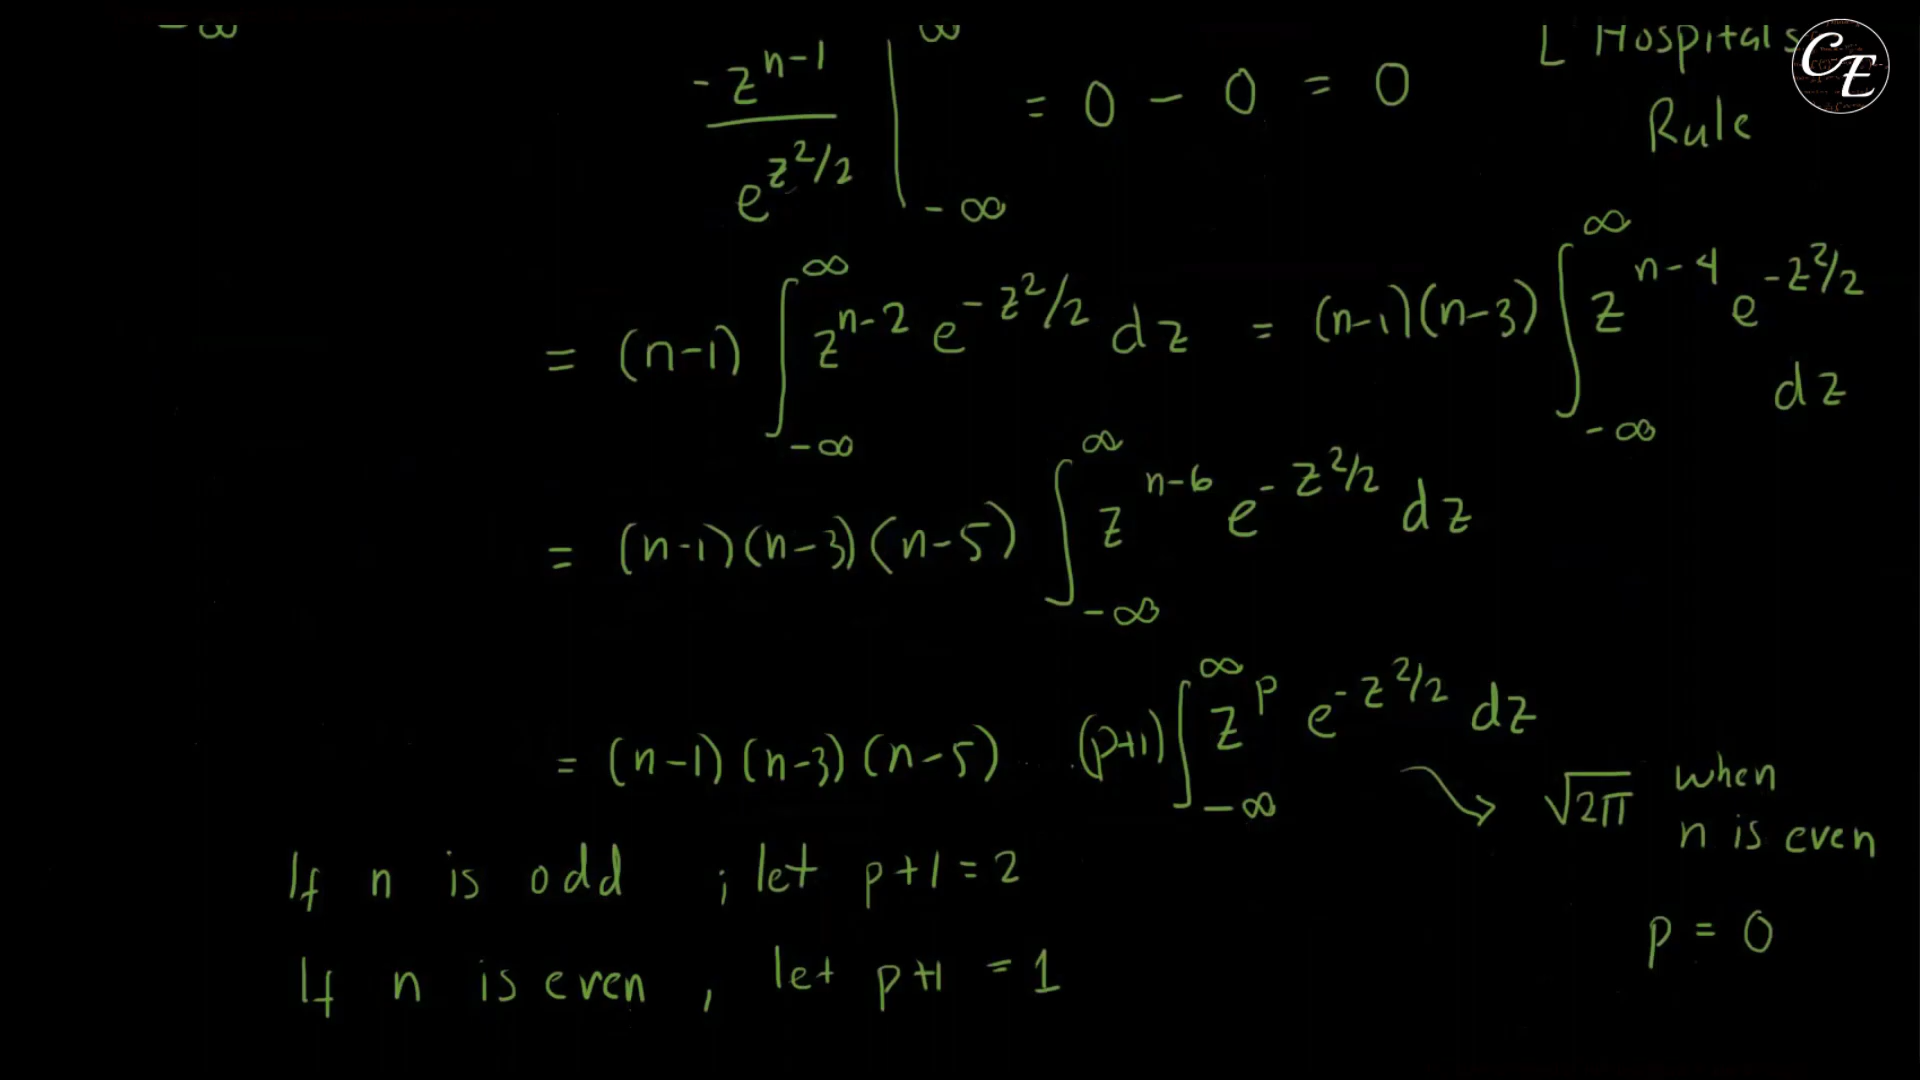 -∞
-z^{n-1} / e^{z^2/2} |_{-∞}^{∞} = 0 - 0 = 0
L Hospitals
Rule
CE
= (n-1) ∫_{-∞}^{∞} z^{n-2} e^{-z^2/2} dz = (n-1)(n-3) ∫_{-∞}^{∞} z^{n-4} e^{-z^2/2} dz
= (n-1)(n-3)(n-5) ∫_{-∞}^{∞} z^{n-6} e^{-z^2/2} dz
= (n-1)(n-3)(n-5) .... (p+1) ∫_{-∞}^{∞} z^p e^{-z^2/2} dz
√2π when
n is even
If n is odd ; let p+1 = 2
p = 0
If n is even , let p+1 = 1